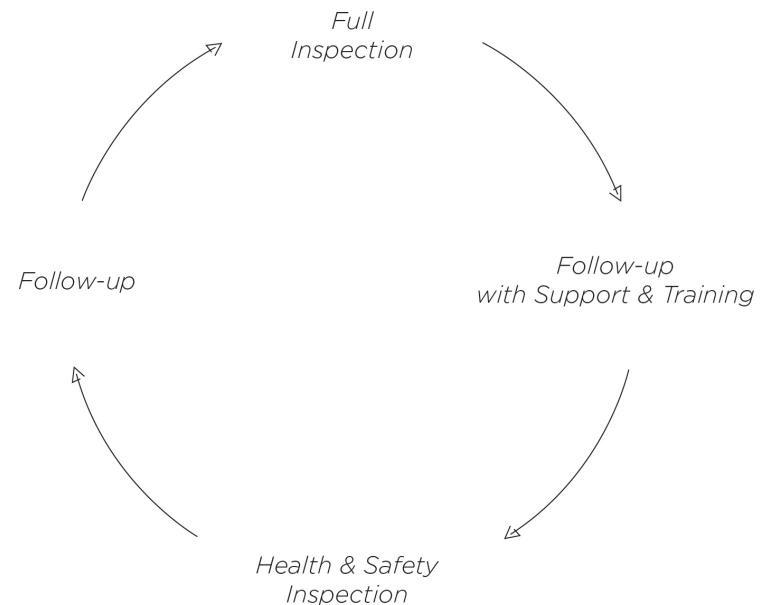 Full
Inspection
Follow-up
with Support & Training
Health & Safety
Inspection
Follow-up